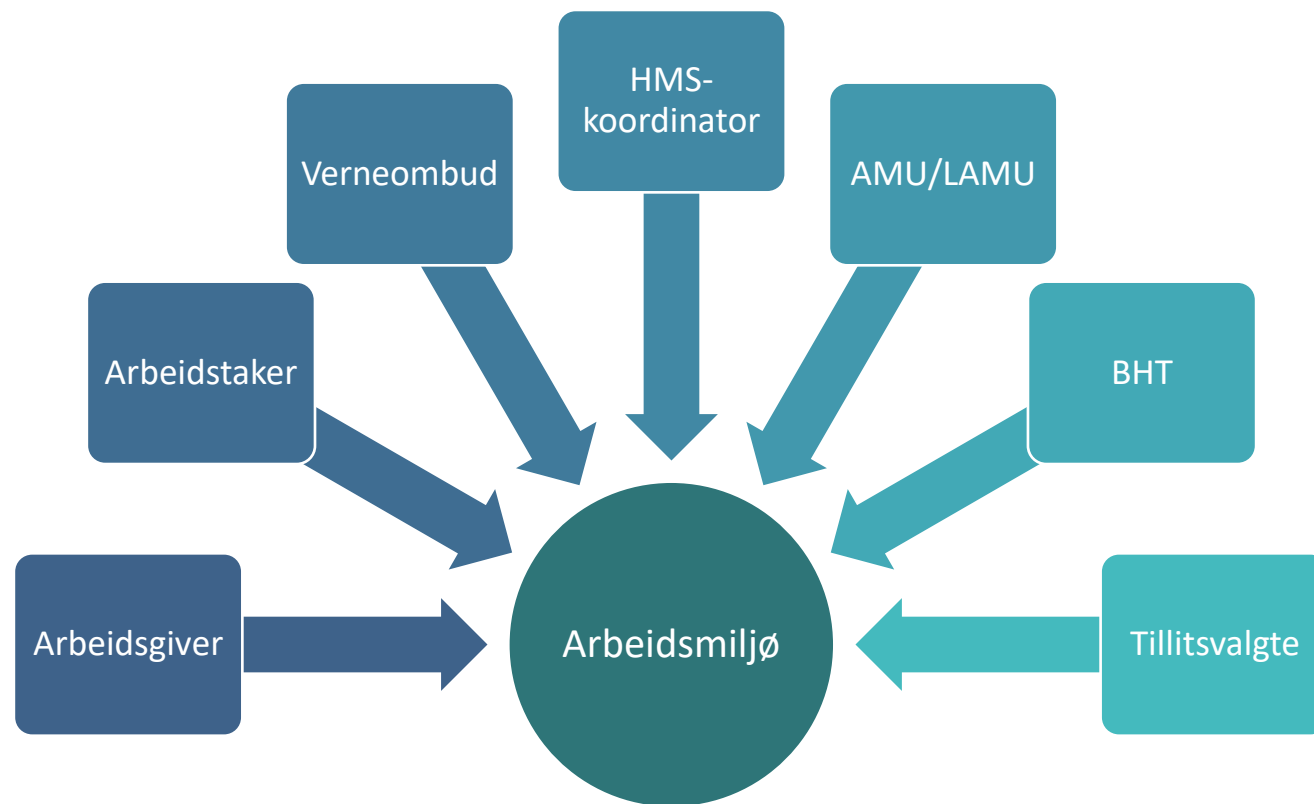 HMS-
koordinator
Verneombud
AMU/LAMU
Arbeidstaker
BHT
Arbeidsgiver
Arbeidsmiljø
Tillitsvalgte